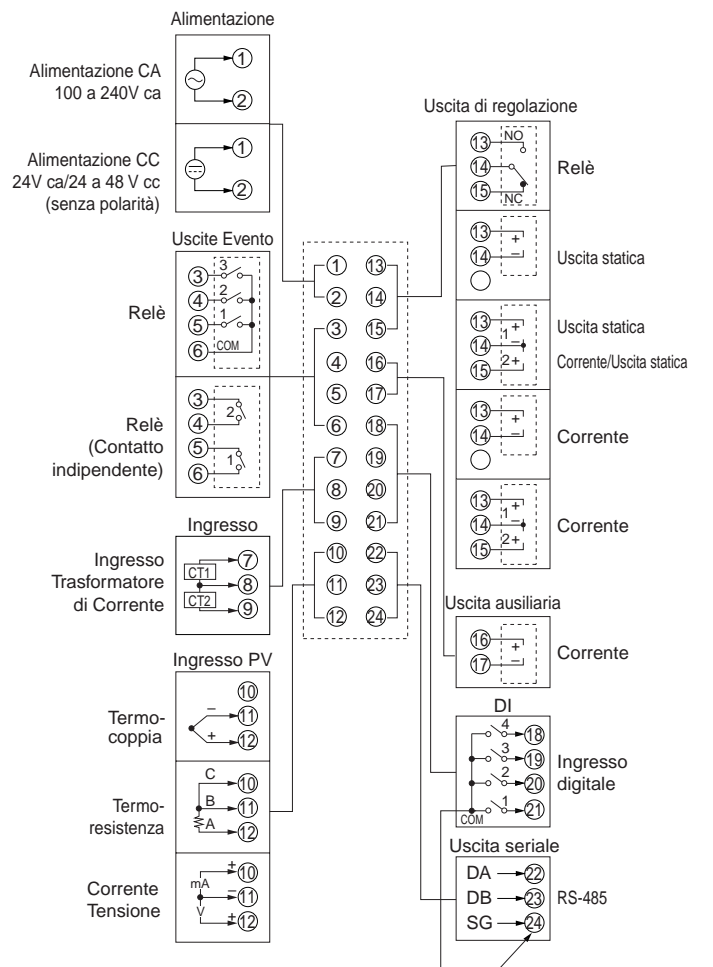 Alimentazione
Alimentazione CA
100 a 240V ca
1
2
Alimentazione CC
24V ca/24 a 48 V cc
(senza polarità)
1
2
Uscite Evento
Relè
3 3
4 2
5 1
6 COM
Relè
(Contatto
indipendente)
3
4 2
5
6 1
Ingresso
Ingresso
Trasformatore
di Corrente
CT1 7
8
CT2 9
Ingresso PV
Termo-
coppia
10
– 11
+ 12
Termo-
resistenza
C 10
B 11
A 12
Corrente
Tensione
+ 10
mA
– 11
V
+ 12
1 13
2 14
3 15
4 16
5 17
6 18
7 19
8 20
9 21
10 22
11 23
12 24
Uscita di regolazione
13 NO
14
15 NC
Relè
13 +
14 –
Uscita statica
13 1 +
14 –
15 2 +
Uscita statica
Corrente/Uscita statica
13 +
14 –
Corrente
13 1 +
14 –
15 2 +
Corrente
Uscita ausiliaria
16 +
17 –
Corrente
DI
4 18
3 19
2 20
1 21
COM
Ingresso
digitale
Uscita seriale
DA 22
DB 23
SG 24
RS-485